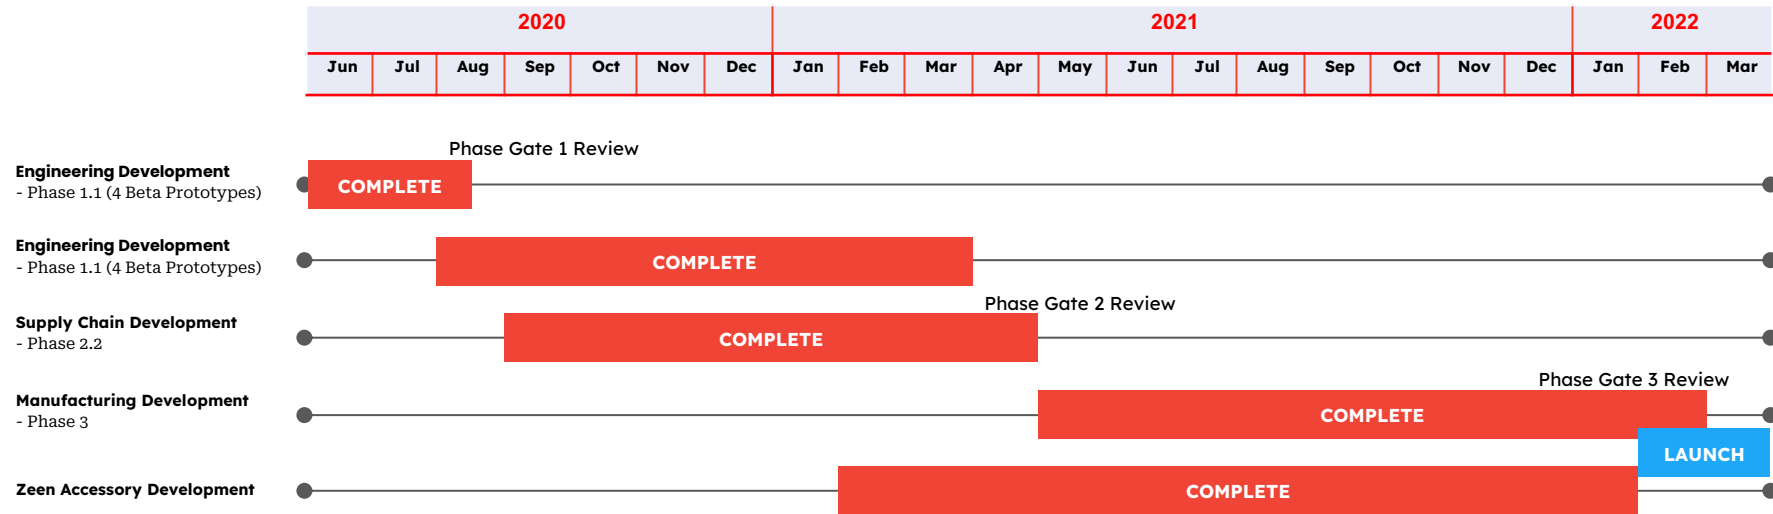 2020 2021 2022
Jun Jul Aug Sep Oct Nov Dec Jan Feb Mar Apr May Jun Jul Aug Sep Oct Nov Dec Jan Feb Mar
Phase Gate 1 Review
Engineering Development
- Phase 1.1 (4 Beta Prototypes)
COMPLETE
Engineering Development
- Phase 1.1 (4 Beta Prototypes)
COMPLETE
Phase Gate 2 Review
Supply Chain Development
- Phase 2.2
COMPLETE
Phase Gate 3 Review
Manufacturing Development
- Phase 3
COMPLETE
LAUNCH
Zeen Accessory Development
COMPLETE